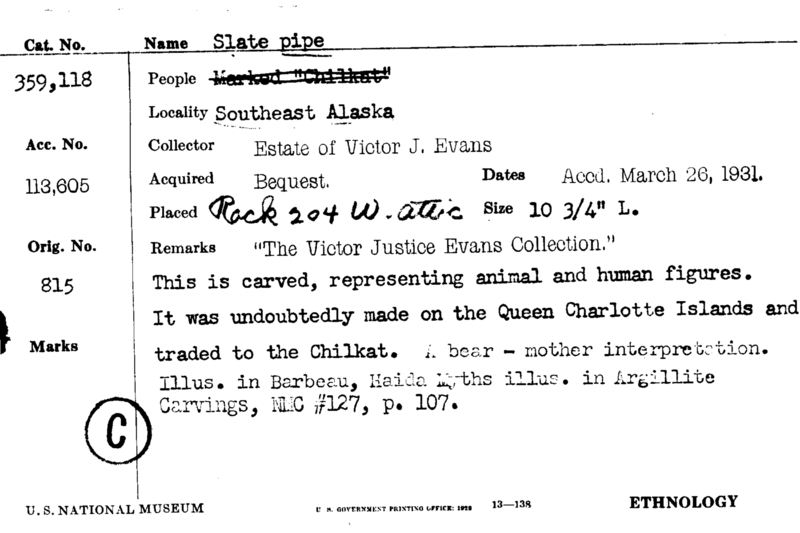 Cat. No. Name Slate pipe
359,118 People Marked "Chilkat"
Locality Southeast Alaska
Acc. No. Collector Estate of Victor J. Evans
113,605 Acquired Bequest. Dates Accd. March 26, 1931.
Placed Rack 204 W. attic Size 10 3/4" L.
Orig. No. Remarks "The Victor Justice Evans Collection."
815 This is carved, representing animal and human figures.
It was undoubtedly made on the Queen Charlotte Islands and
Marks traded to the Chilkat. A bear - mother interpretation.
Illus. in Barbeau, Haida Myths illus. in Argillite
Carvings, NMC #127, p. 107.
C
U. S. NATIONAL MUSEUM U. S. GOVERNMENT PRINTING OFFICE: 1929 13—138 ETHNOLOGY